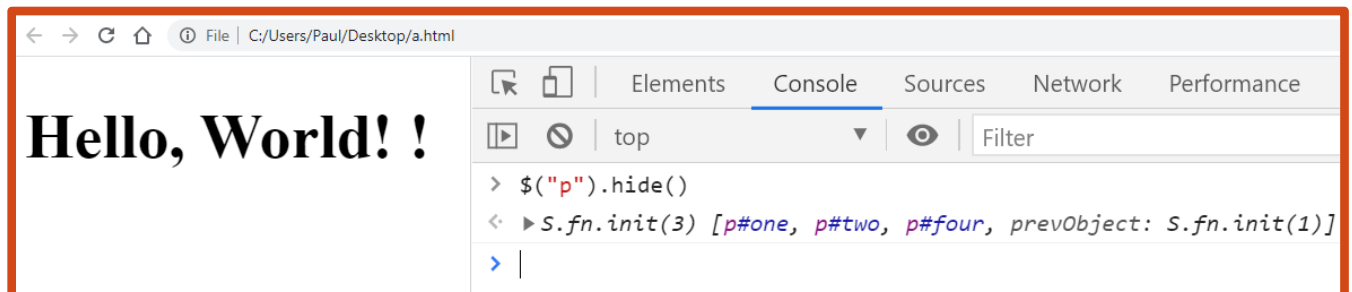 File | C:/Users/Paul/Desktop/a.html
Elements Console Sources Network Performance
Hello, World! !
top Filter
> $("p").hide()
S.fn.init(3) [p#one, p#two, p#four, prevObject: S.fn.init(1)]
>